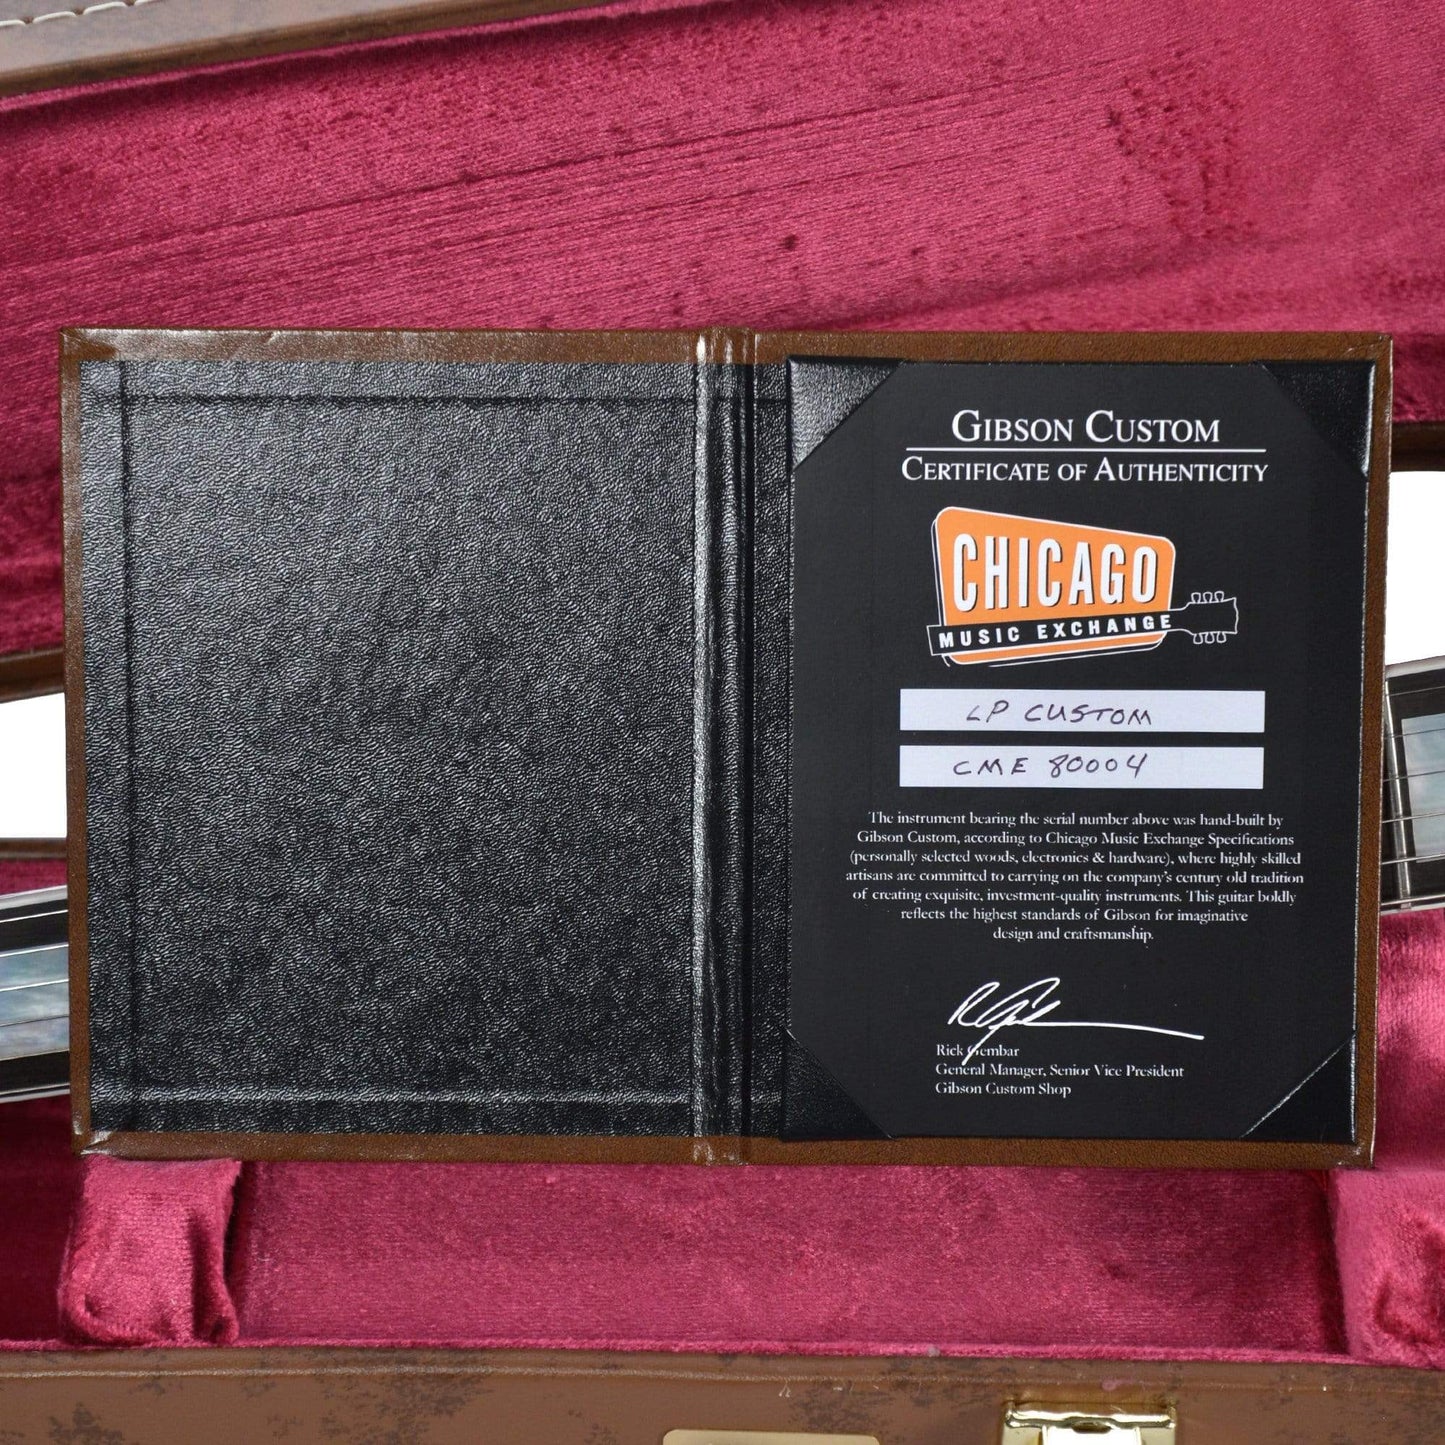 GIBSON CUSTOM
CERTIFICATE OF AUTHENTICITY
CHICAGO
MUSIC EXCHANGE
LP CUSTOM
CME 80004
The instrument bearing the serial number above was hand-built by
Gibson Custom, according to Chicago Music Exchange Specifications
(personally selected woods, electronics & hardware), where highly skilled
artisans are committed to carrying on the company's century old tradition
of creating exquisite, investment-quality instruments. This guitar boldly
reflects the highest standards of Gibson for imaginative
design and craftsmanship.
Rick Gembar
General Manager, Senior Vice President
Gibson Custom Shop